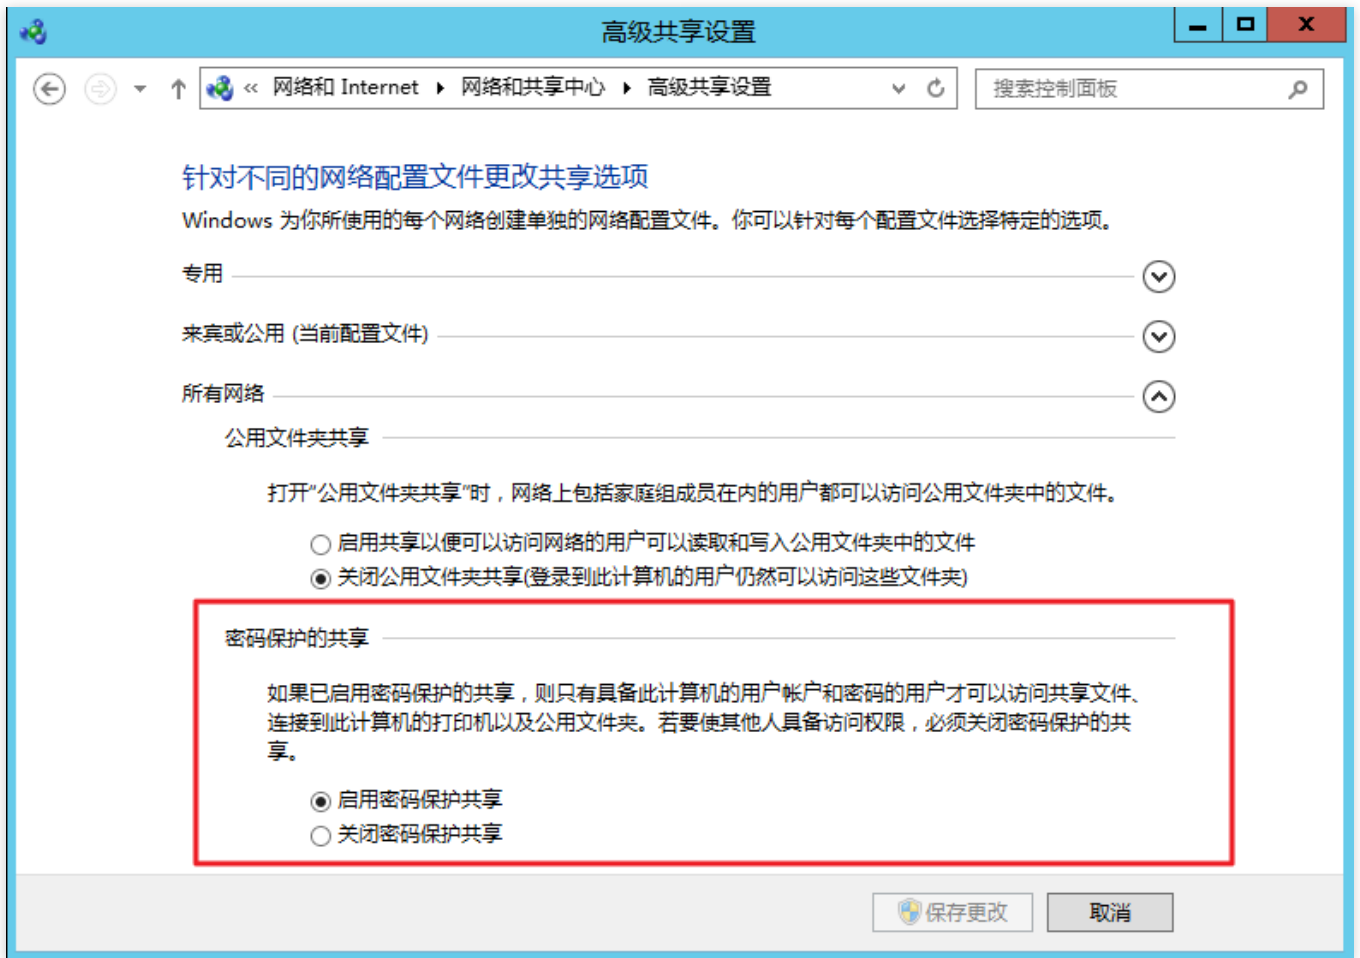 高级共享设置
« 网络和 Internet 网络和共享中心 高级共享设置
搜索控制面板
针对不同的网络配置文件更改共享选项
Windows 为你所使用的每个网络创建单独的网络配置文件。你可以针对每个配置文件选择特定的选项。
专用
来宾或公用 (当前配置文件)
所有网络
公用文件夹共享
打开"公用文件夹共享"时，网络上包括家庭组成员在内的用户都可以访问公用文件夹中的文件。
启用共享以便可以访问网络的用户可以读取和写入公用文件夹中的文件
关闭公用文件夹共享(登录到此计算机的用户仍然可以访问这些文件夹)
密码保护的共享
如果已启用密码保护的共享，则只有具备此计算机的用户帐户和密码的用户才可以访问共享文件、
连接到此计算机的打印机以及公用文件夹。若要使其他人具备访问权限，必须关闭密码保护的共
享。
启用密码保护共享
关闭密码保护共享
保存更改 取消